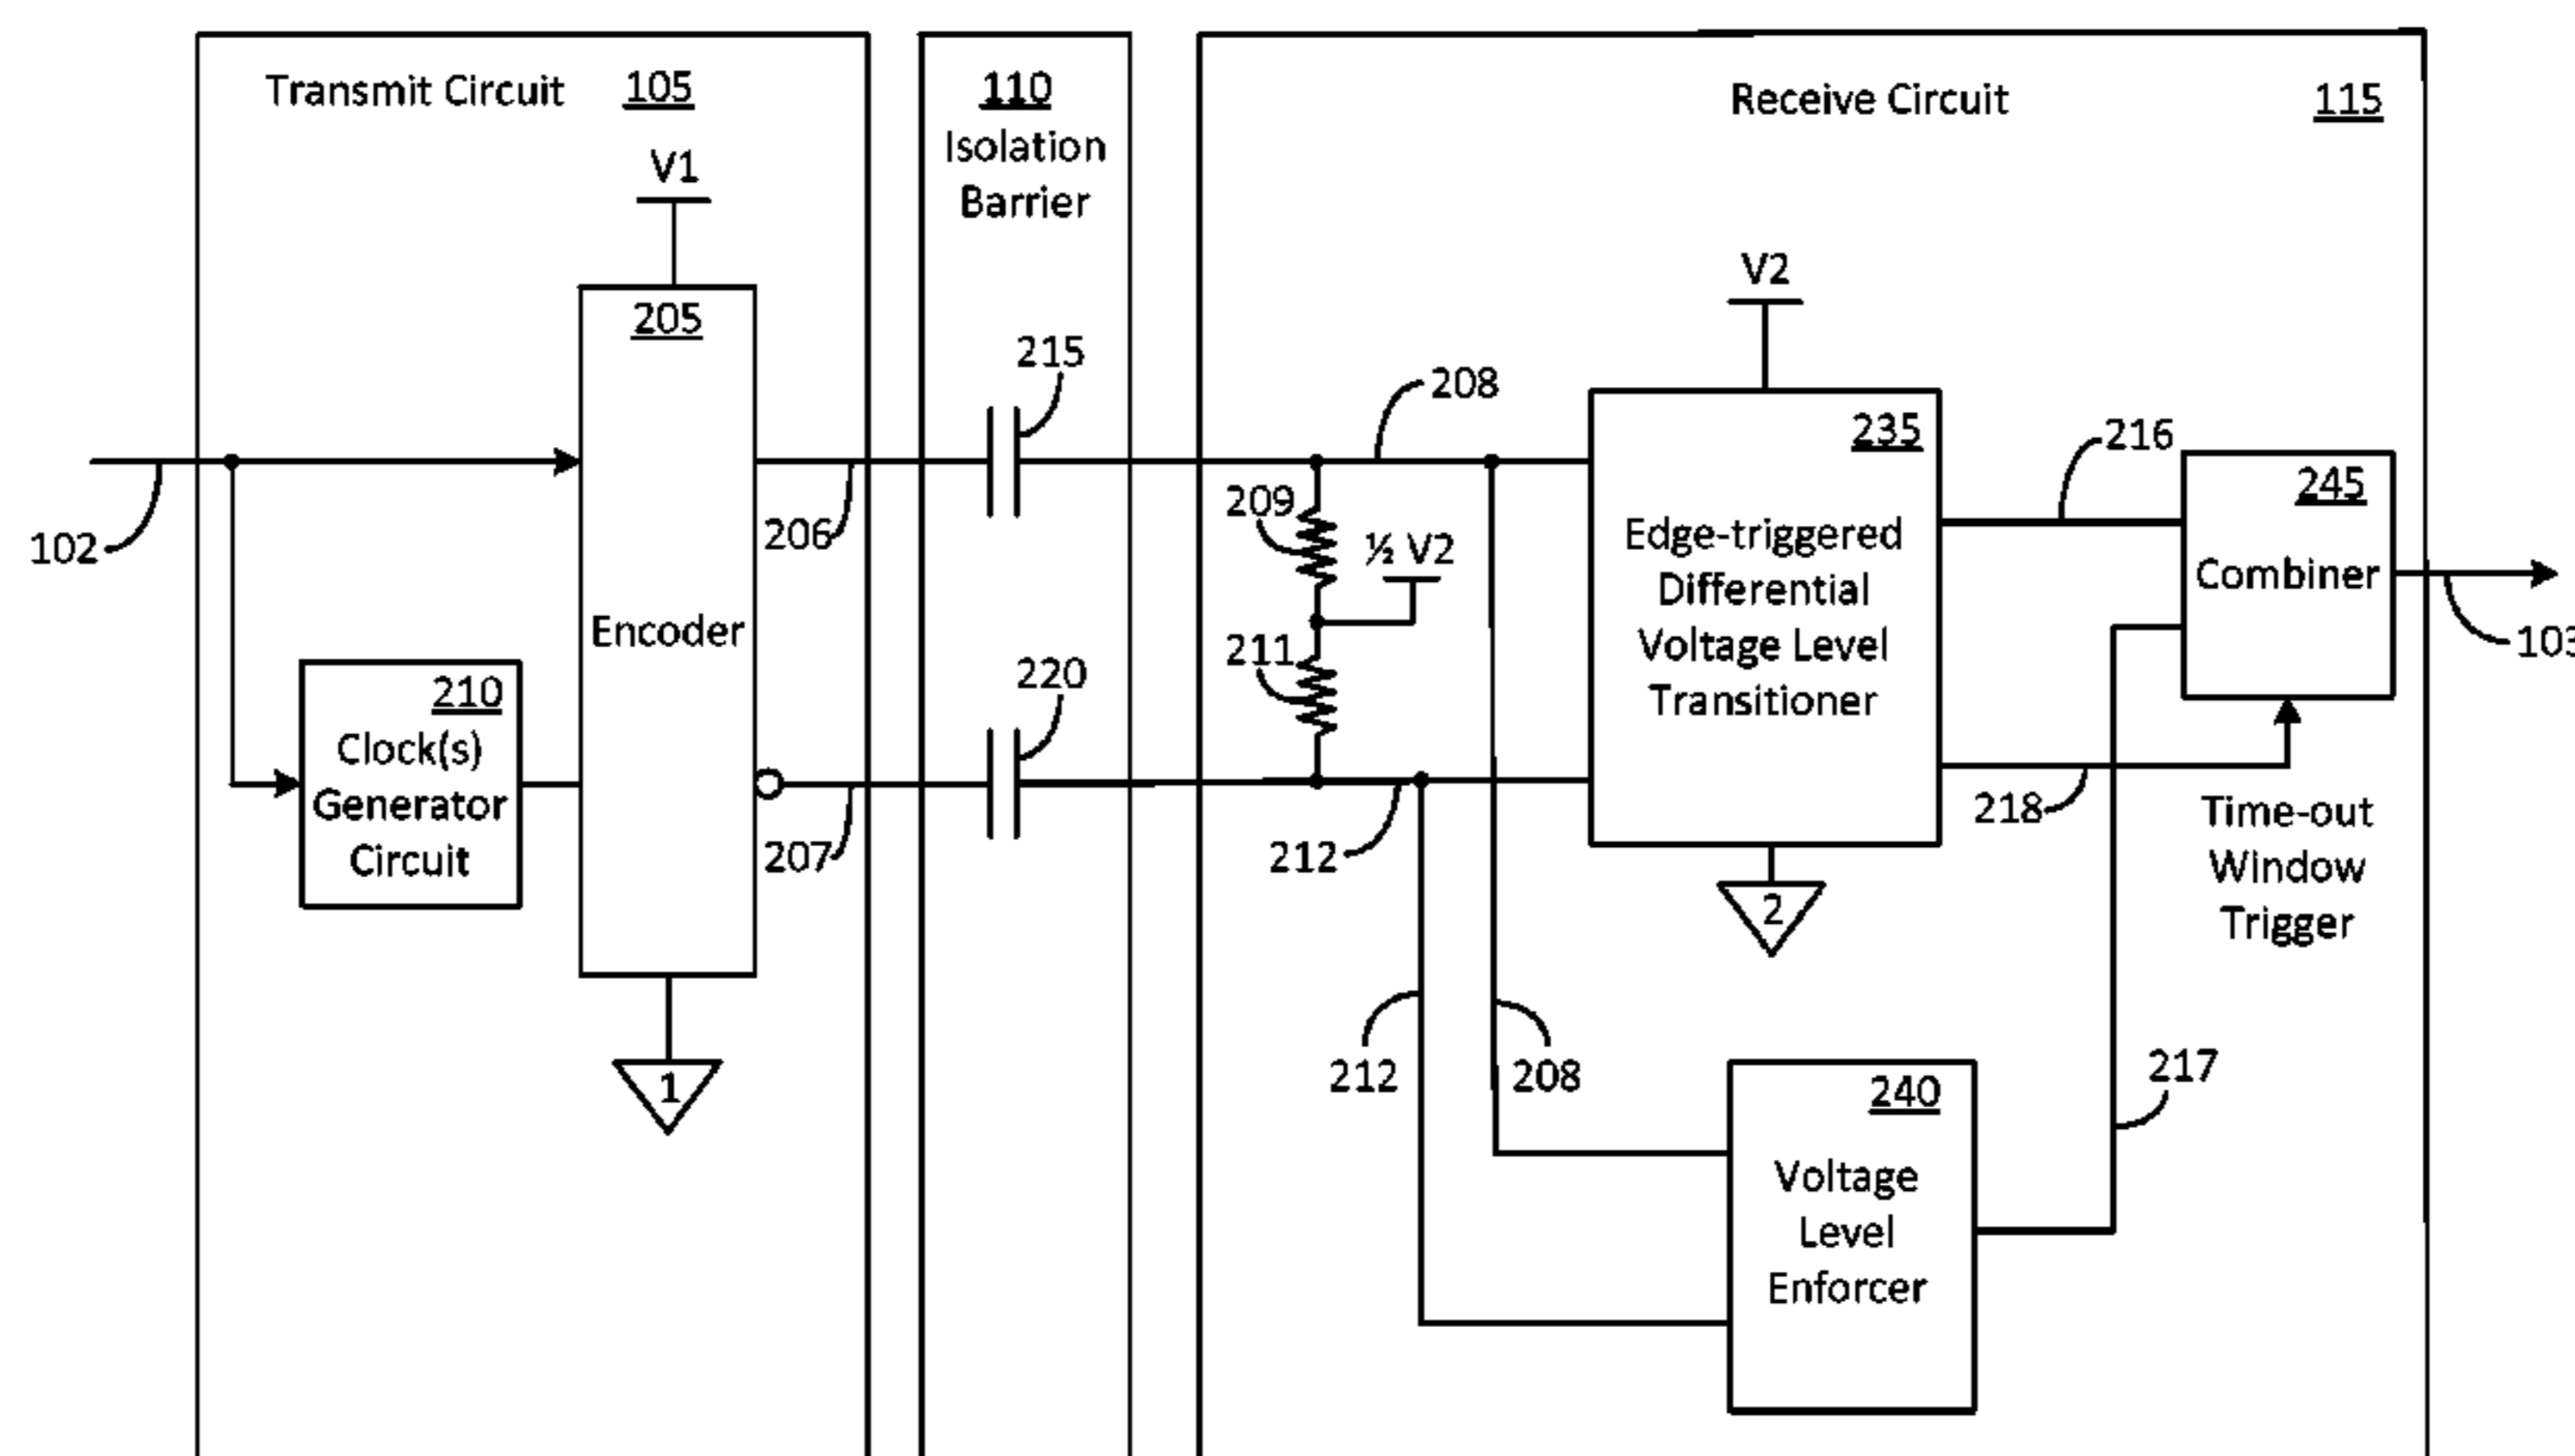 Transmit Circuit 105
110
Isolation
Barrier
Receive Circuit 115
V1
205
Encoder
V2
215
208
235
Edge-triggered
Differential
Voltage Level
Transitioner
216
245
Combiner
102
206
209
½ V2
103
211
220
210
Clock(s)
Generator
Circuit
207
212
218
Time-out
Window
Trigger
2
1
212
208
240
Voltage
Level
Enforcer
217